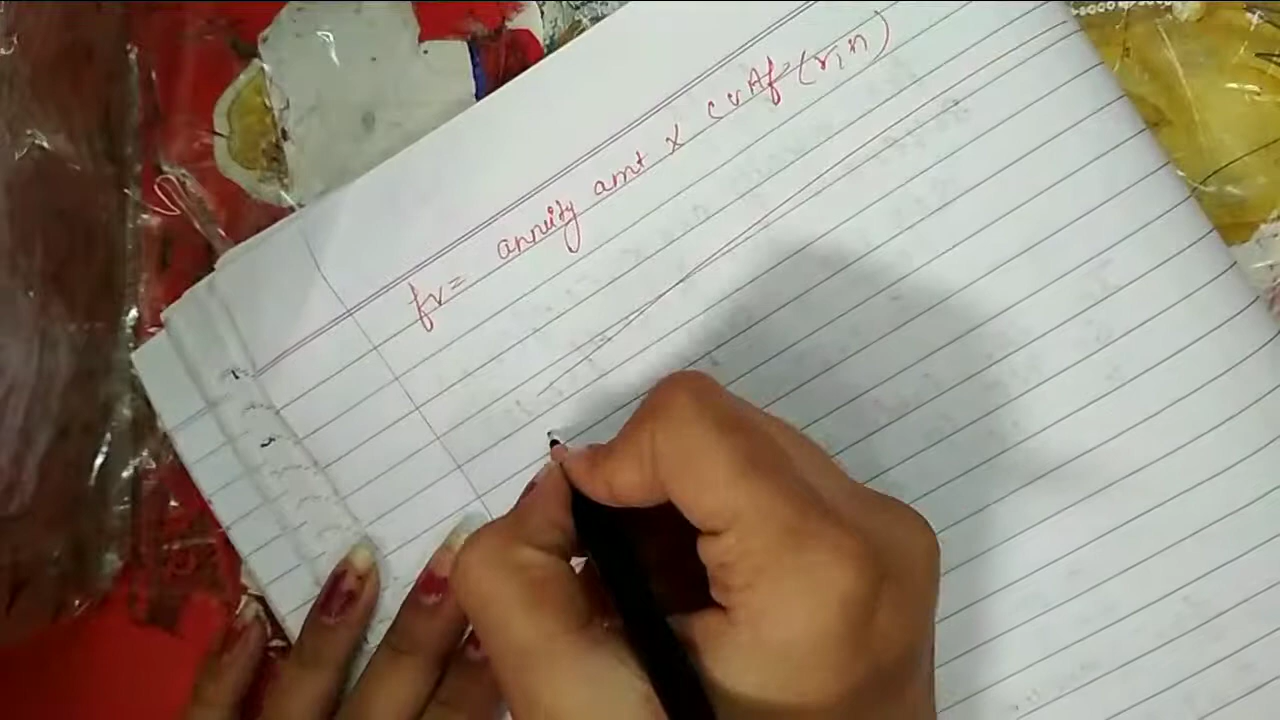 fv = annuity amt x CVAf (r, n)